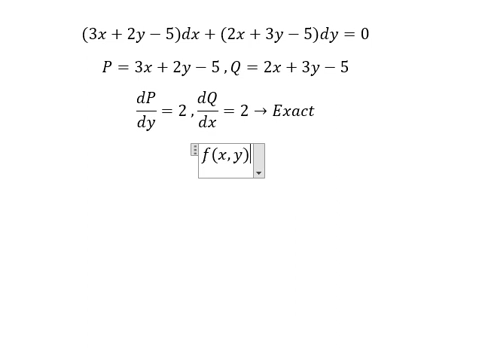 (3x + 2y − 5)dx + (2x + 3y − 5)dy = 0
P = 3x + 2y − 5 , Q = 2x + 3y − 5
dP/dy = 2 , dQ/dx = 2 → Exact
f(x, y)